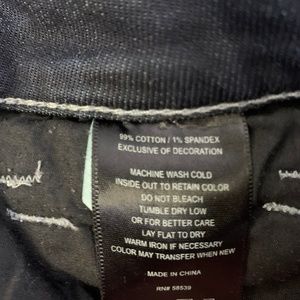 99% COTTON / 1% SPANDEX
EXCLUSIVE OF DECORATION
MACHINE WASH COLD
INSIDE OUT TO RETAIN COLOR
DO NOT BLEACH
TUMBLE DRY LOW
OR FOR BETTER CARE
LAY FLAT TO DRY
WARM IRON IF NECESSARY
COLOR MAY TRANSFER WHEN NEW
MADE IN CHINA
RN# 58539